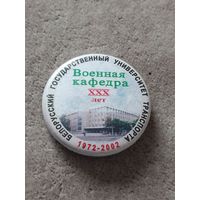 БЕЛОРУССКИЙ ГОСУДАРСТВЕННЫЙ УНИВЕРСИТЕТ ТРАНСПОРТА
Военная
кафедра
XXX
лет
1972-2002